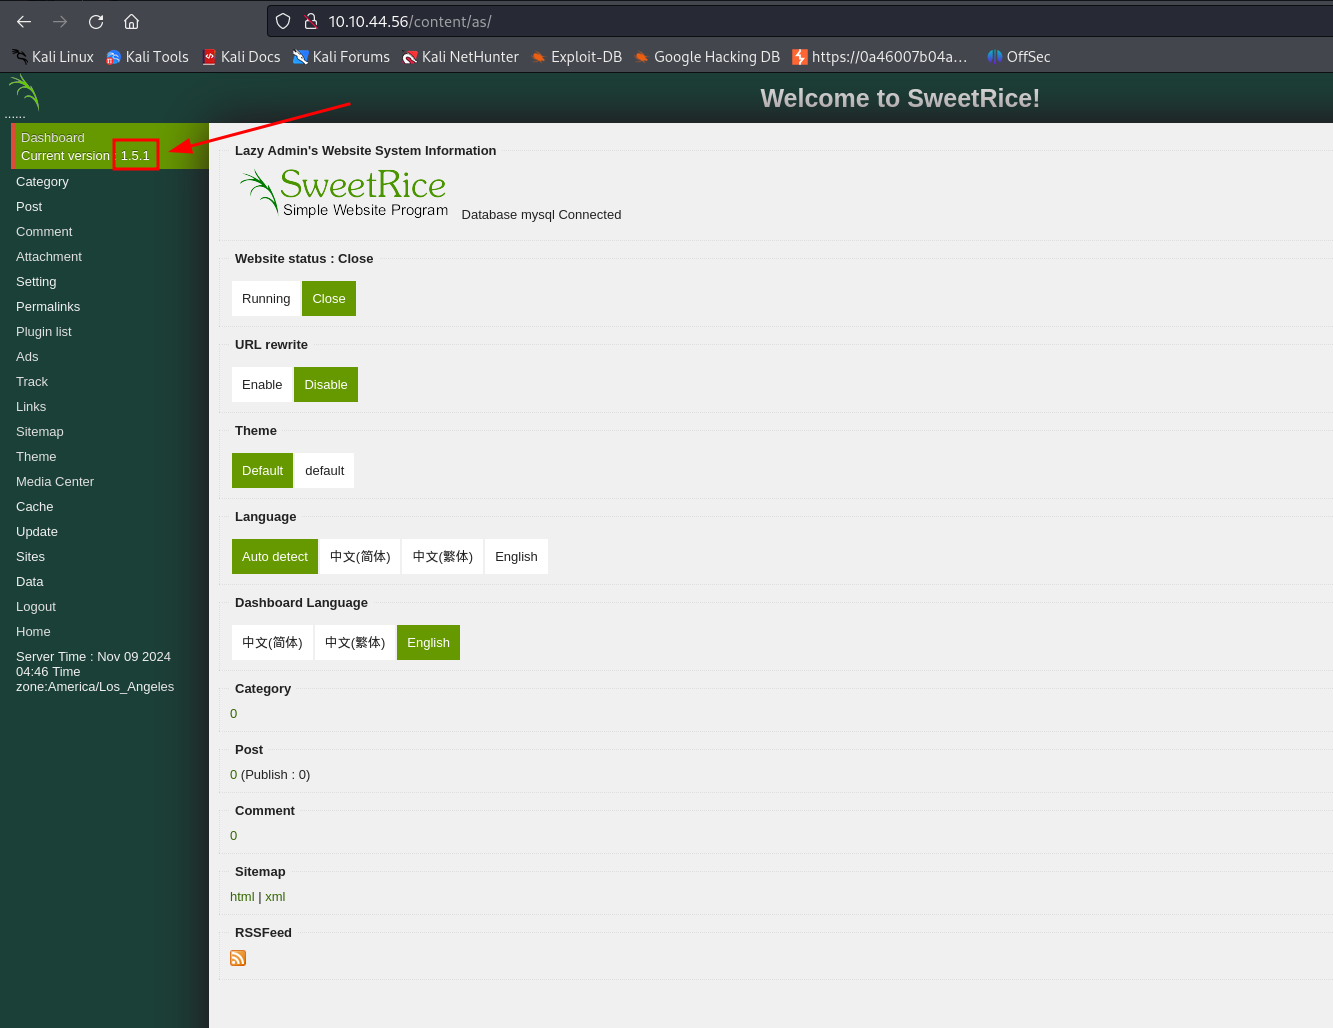 10.10.44.56/content/as/
Kali Linux Kali Tools Kali Docs Kali Forums Kali NetHunter Exploit-DB Google Hacking DB https://0a46007b04a... OffSec
Welcome to SweetRice!
......
Dashboard
Current version : 1.5.1
Category
Post
Comment
Attachment
Setting
Permalinks
Plugin list
Ads
Track
Links
Sitemap
Theme
Media Center
Cache
Update
Sites
Data
Logout
Home
Server Time : Nov 09 2024
04:46 Time
zone:America/Los_Angeles
Lazy Admin's Website System Information
SweetRice
Simple Website Program
Database mysql Connected
Website status : Close
Running Close
URL rewrite
Enable Disable
Theme
Default default
Language
Auto detect 中文(简体) 中文(繁体) English
Dashboard Language
中文(简体) 中文(繁体) English
Category
0
Post
0 (Publish : 0)
Comment
0
Sitemap
html | xml
RSSFeed